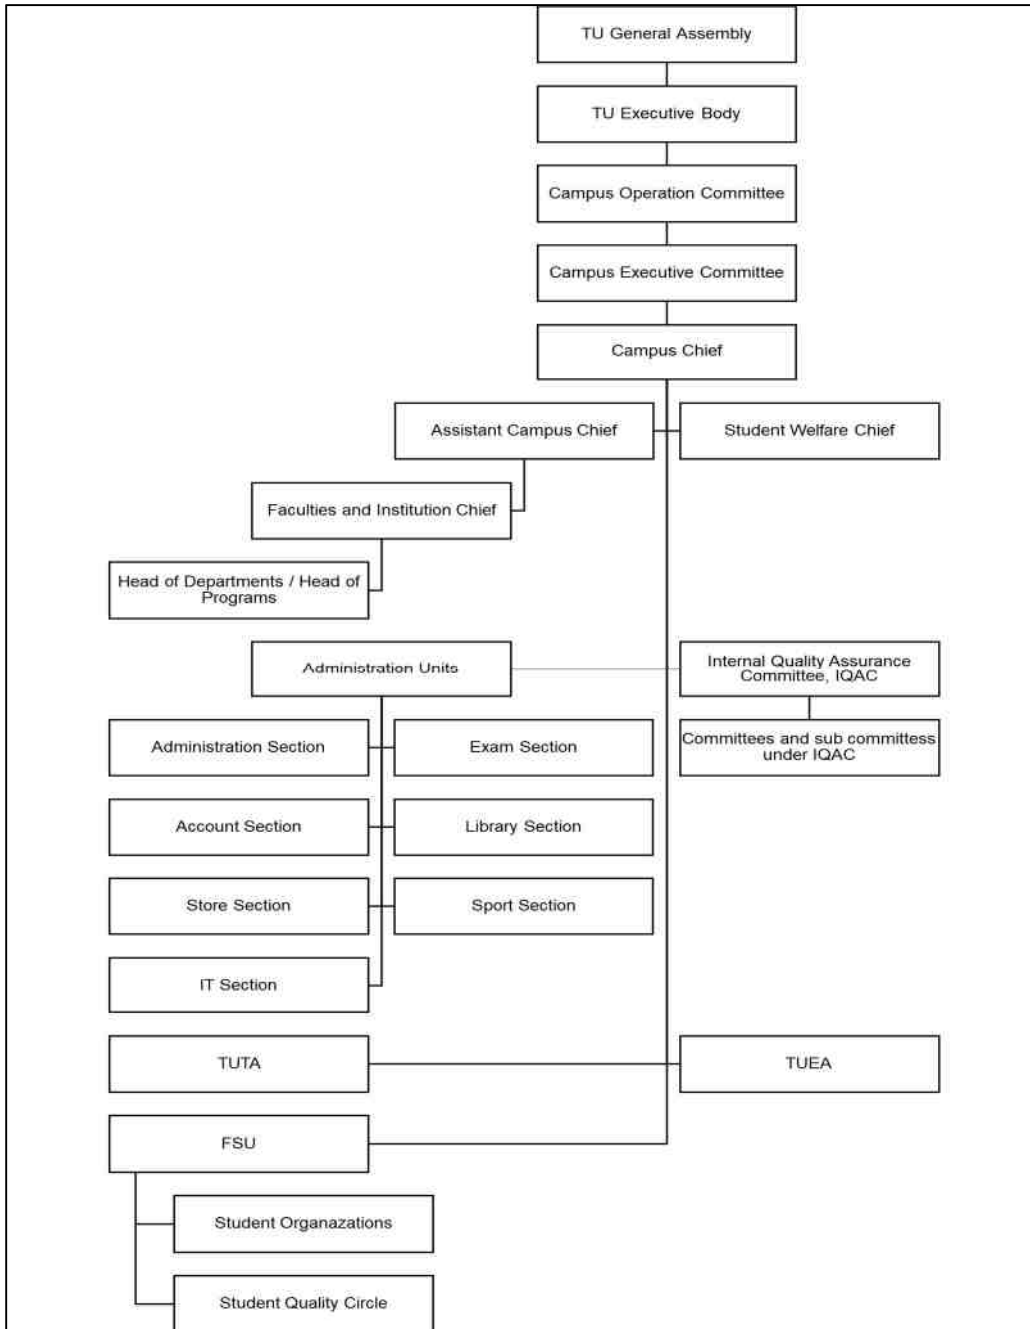 TU General Assembly
TU Executive Body
Campus Operation Committee
Campus Executive Committee
Campus Chief
Assistant Campus Chief
Student Welfare Chief
Faculties and Institution Chief
Head of Departments / Head of
Programs
Administration Units
Internal Quality Assurance
Committee, IQAC
Administration Section
Exam Section
Committees and sub committess
under IQAC
Account Section
Library Section
Store Section
Sport Section
IT Section
TUTA
TUEA
FSU
Student Organazations
Student Quality Circle